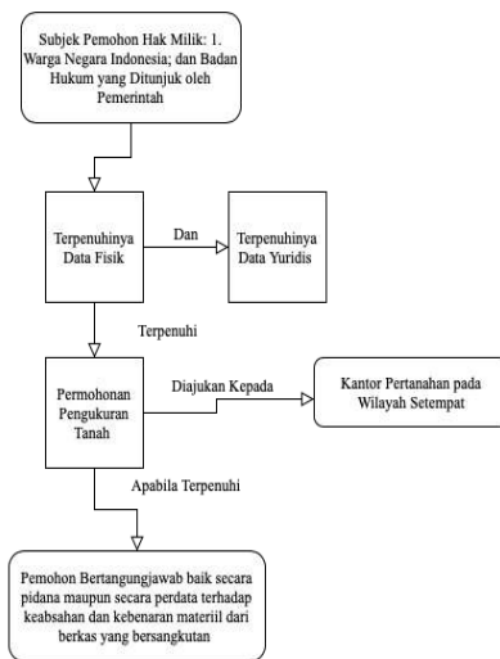 Subjek Pemohon Hak Milik: 1.
Warga Negara Indonesia; dan Badan
Hukum yang Ditunjuk oleh
Pemerintah
Terpenuhinya
Data Fisik
Dan
Terpenuhinya
Data Yuridis
Terpenuhi
Permohonan
Pengukuran
Tanah
Diajukan Kepada
Kantor Pertanahan pada
Wilayah Setempat
Apabila Terpenuhi
Pemohon Bertangungjawab baik secara
pidana maupun secara perdata terhadap
keabsahan dan kebenaran materiil dari
berkas yang bersangkutan